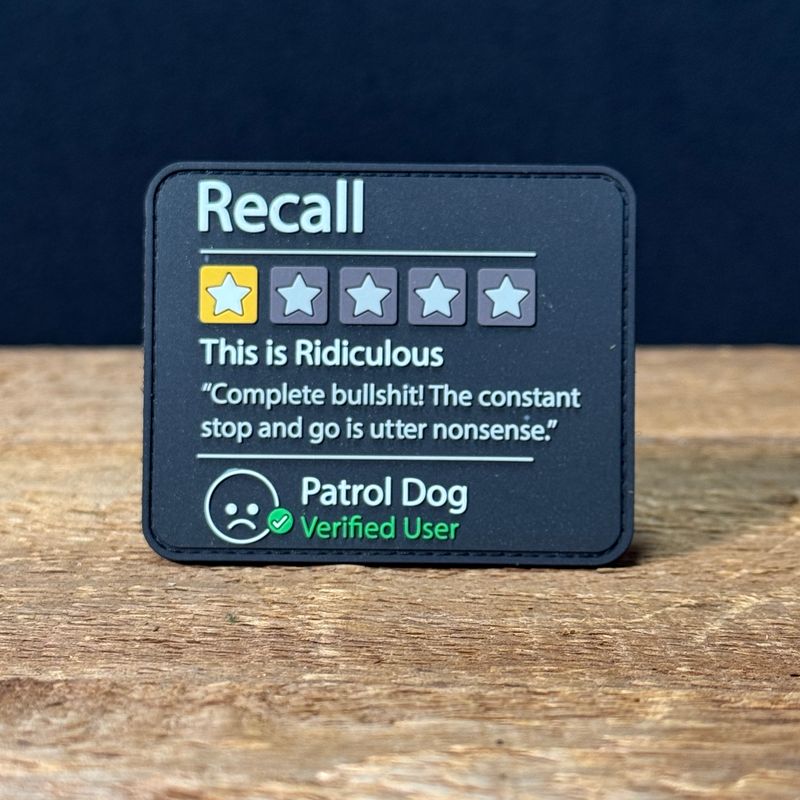 Recall
This is Ridiculous
“Complete bullshit! The constant
stop and go is utter nonsense.”
Patrol Dog
Verified User